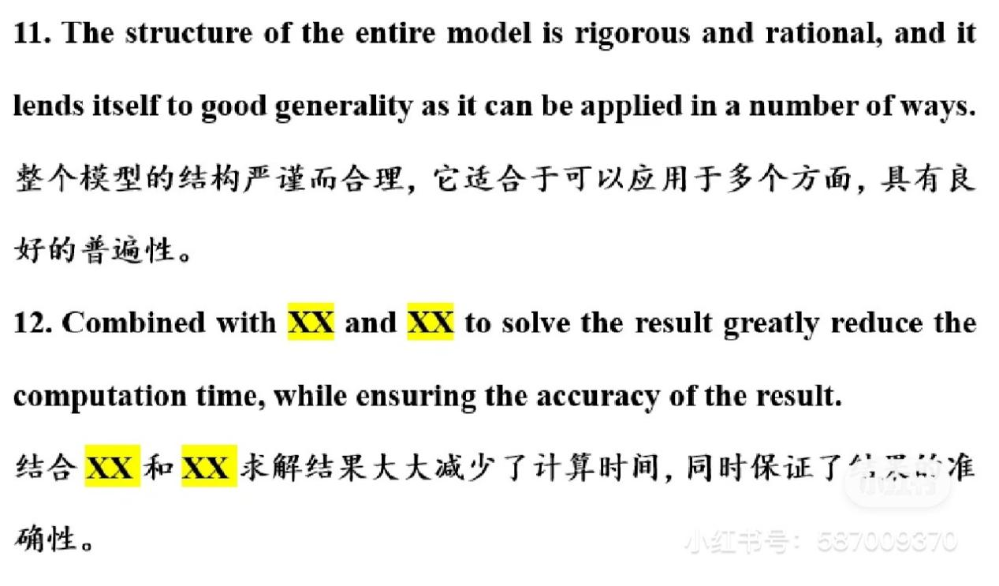 11. The structure of the entire model is rigorous and rational, and it
lends itself to good generality as it can be applied in a number of ways.
整个模型的结构严谨而合理，它适合于可以应用于多个方面，具有良
好的普遍性。
12. Combined with XX and XX to solve the result greatly reduce the
computation time, while ensuring the accuracy of the result.
结合 XX 和 XX 求解结果大大减少了计算时间，同时保证了结果的准
确性。
小红书
小红书号：587009370